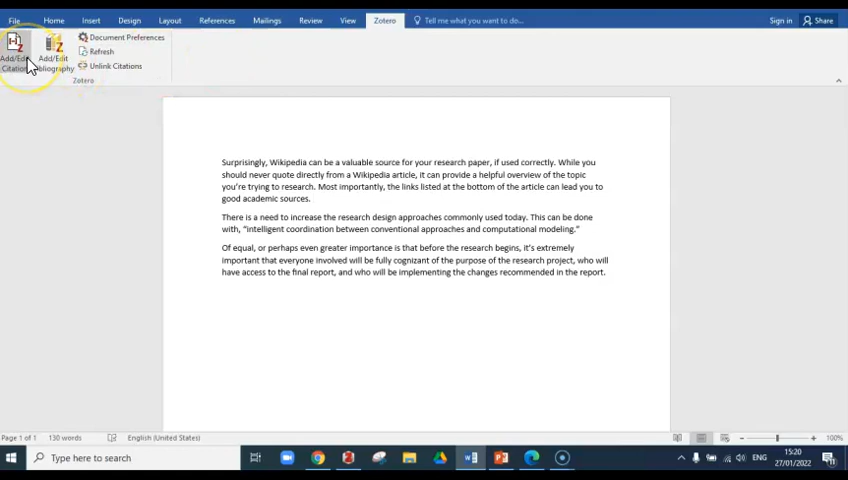 File Home Insert Design Layout References Mailings Review View Zotero Tell me what you want to do... Sign in Share
Add/Edit Citation
Add/Edit Bibliography
Document Preferences
Refresh
Unlink Citations
Zotero
Surprisingly, Wikipedia can be a valuable source for your research paper, if used correctly. While you
should never quote directly from a Wikipedia article, it can provide a helpful overview of the topic
you're trying to research. Most importantly, the links listed at the bottom of the article can lead you to
good academic sources.
There is a need to increase the research design approaches commonly used today. This can be done
with, “intelligent coordination between conventional approaches and computational modeling.”
Of equal, or perhaps even greater importance is that before the research begins, it's extremely
important that everyone involved will be fully cognizant of the purpose of the research project, who will
have access to the final report, and who will be implementing the changes recommended in the report.
Page 1 of 1 130 words English (United States) 100%
Type here to search
ENG
15:20
27/01/2022